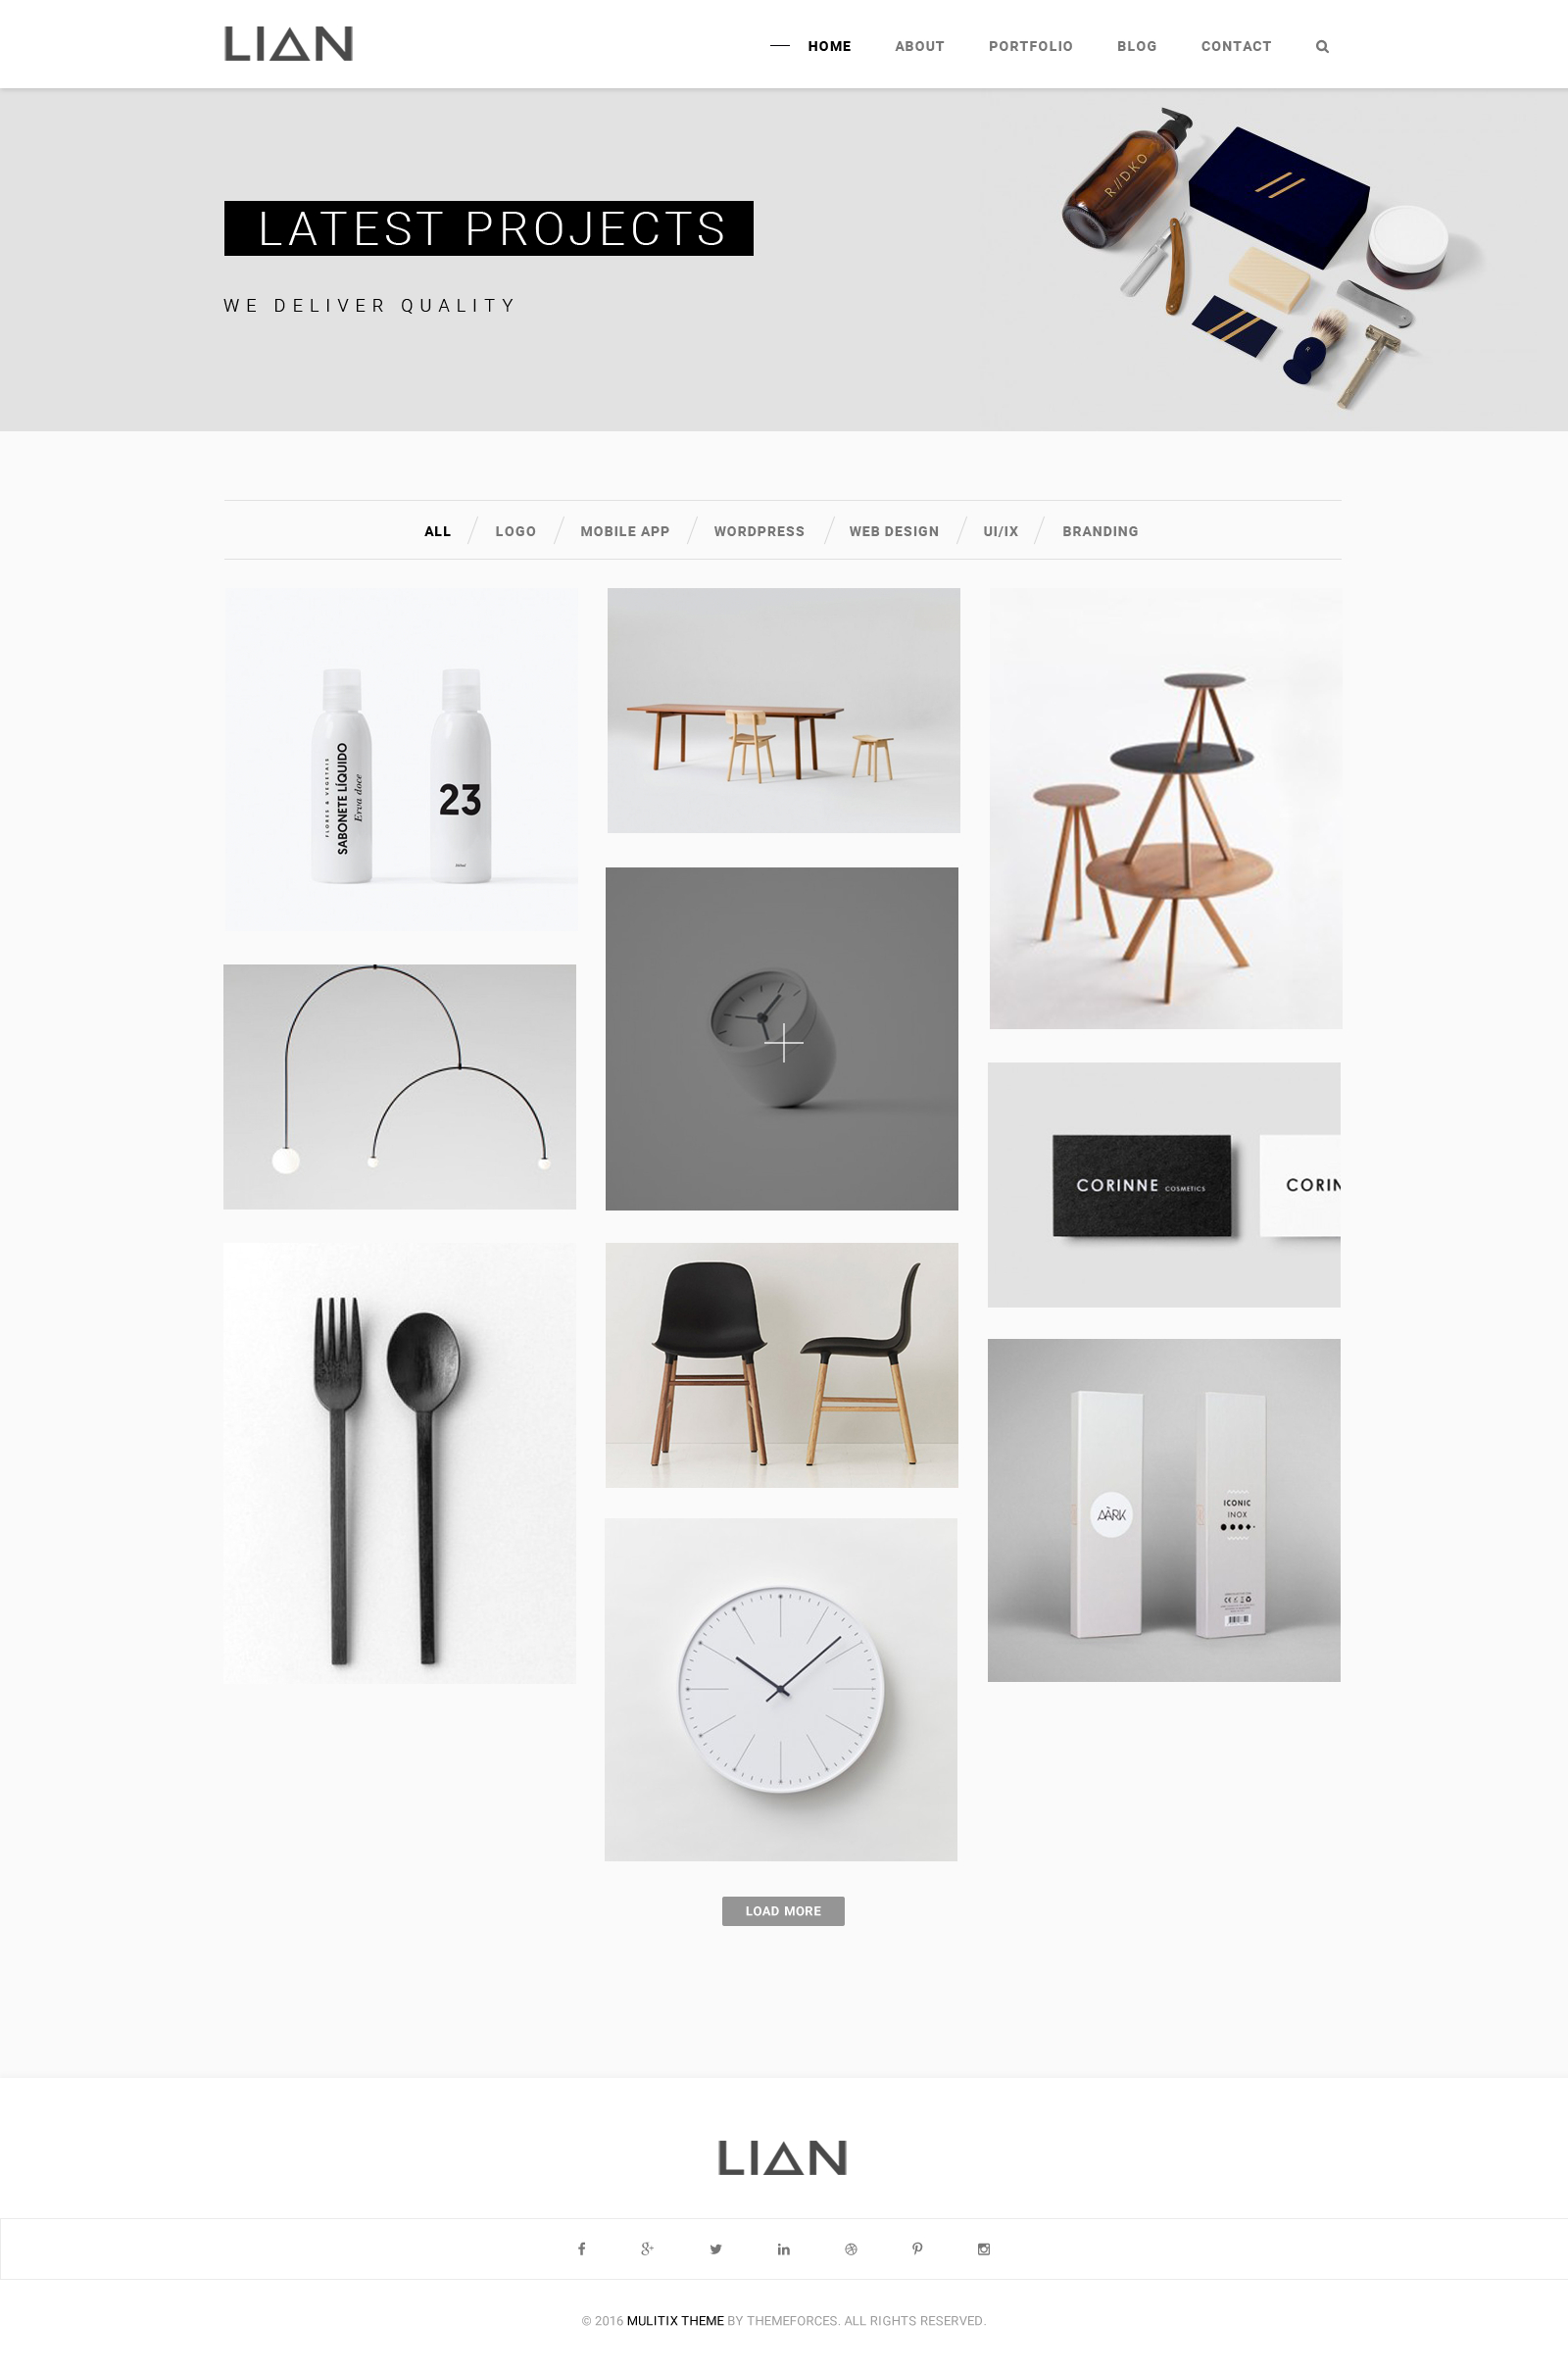 LIAN
HOME ABOUT PORTFOLIO BLOG CONTACT
R//DKO
LATEST PROJECTS
WE DELIVER QUALITY
ALL LOGO MOBILE APP WORDPRESS WEB DESIGN UI/IX BRANDING
FLORES & VEGETAIS
SABONETE LÍQUIDO
Erva doce
23
CORINNE COSMETICS
CORIN
AÀRK
ICONIC
INOX
LOAD MORE
LIAN
© 2016 MULITIX THEME BY THEMEFORCES. ALL RIGHTS RESERVED.